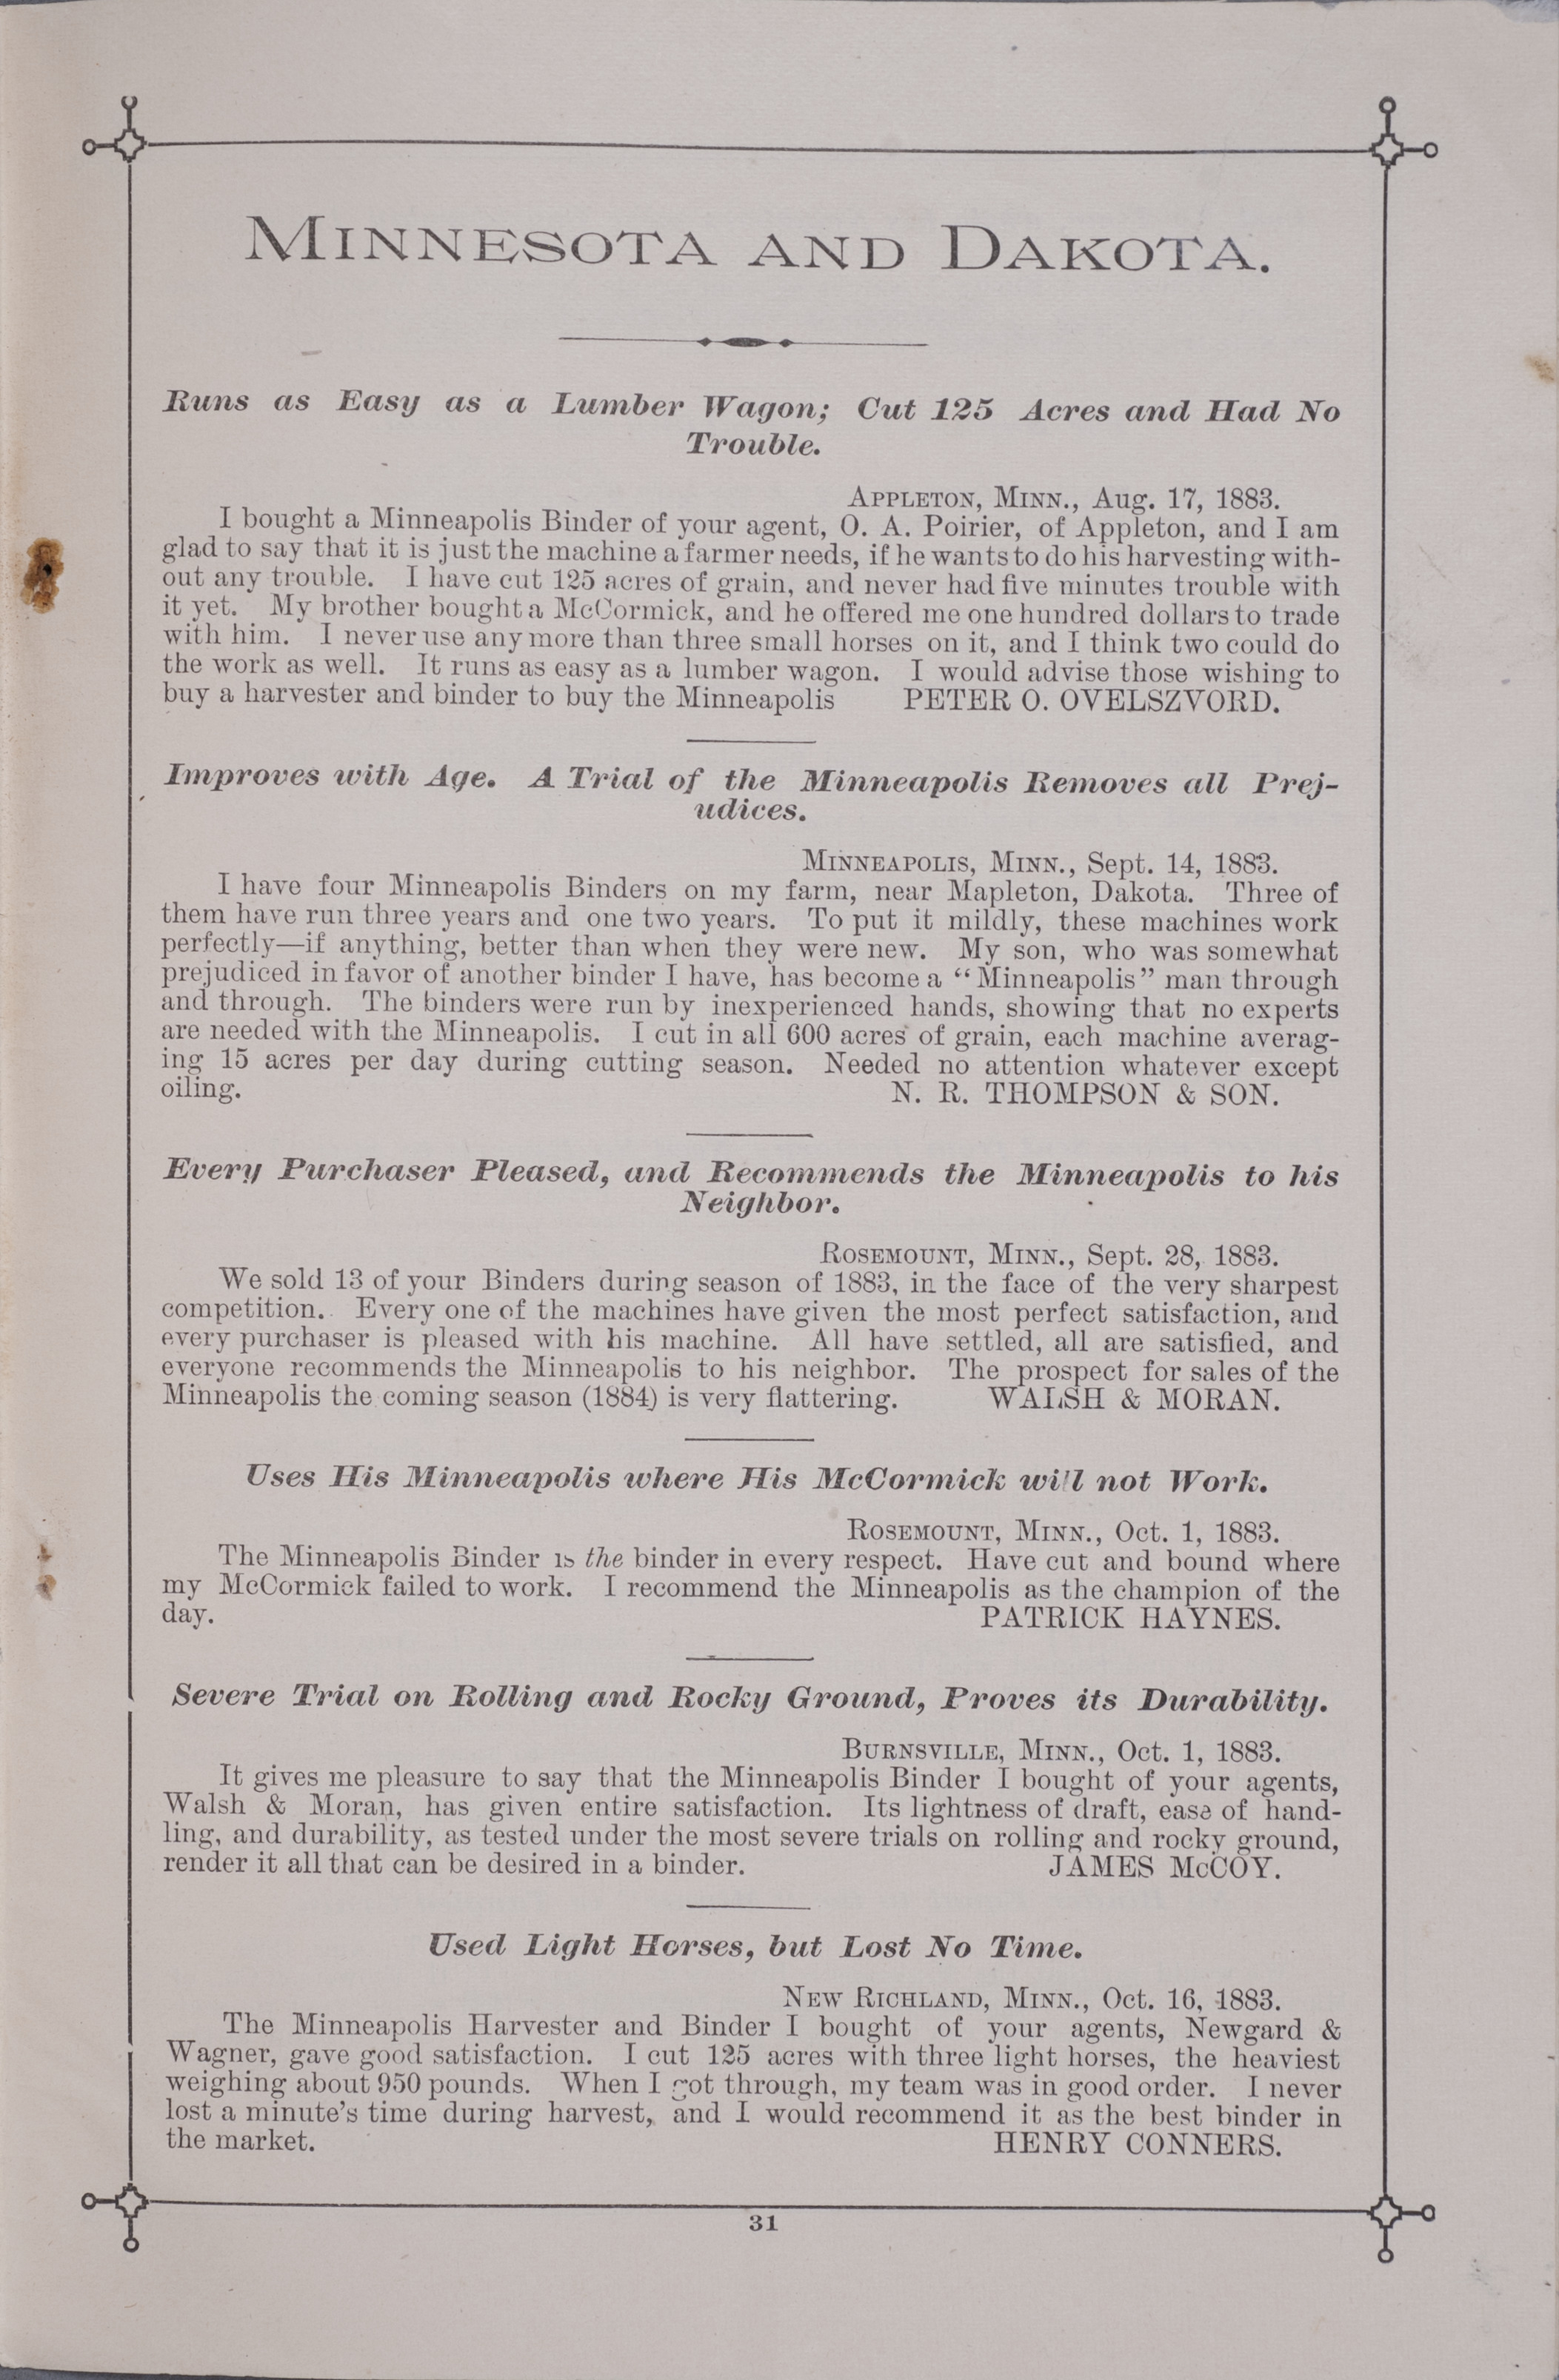 MINNESOTA AND DAKOTA.
Runs as Easy as a Lumber Wagon; Cut 125 Acres and Had No
Trouble.
APPLETON, MINN., Aug. 17, 1883.
I bought a Minneapolis Binder of your agent, O. A. Poirier, of Appleton, and I am
glad to say that it is just the machine a farmer needs, if he wants to do his harvesting with-
out any trouble. I have cut 125 acres of grain, and never had five minutes trouble with
it yet. My brother bought a McCormick, and he offered me one hundred dollars to trade
with him. I never use any more than three small horses on it, and I think two could do
the work as well. It runs as easy as a lumber wagon. I would advise those wishing to
buy a harvester and binder to buy the Minneapolis PETER O. OVELSZVORD.
Improves with Age. A Trial of the Minneapolis Removes all Prej-
udices.
MINNEAPOLIS, MINN., Sept. 14, 1883.
I have four Minneapolis Binders on my farm, near Mapleton, Dakota. Three of
them have run three years and one two years. To put it mildly, these machines work
perfectly—if anything, better than when they were new. My son, who was somewhat
prejudiced in favor of another binder I have, has become a “Minneapolis” man through
and through. The binders were run by inexperienced hands, showing that no experts
are needed with the Minneapolis. I cut in all 600 acres of grain, each machine averag-
ing 15 acres per day during cutting season. Needed no attention whatever except
oiling. N. R. THOMPSON & SON.
Every Purchaser Pleased, and Recommends the Minneapolis to his
Neighbor.
ROSEMOUNT, MINN., Sept. 28, 1883.
We sold 13 of your Binders during season of 1883, in the face of the very sharpest
competition. Every one of the machines have given the most perfect satisfaction, and
every purchaser is pleased with his machine. All have settled, all are satisfied, and
everyone recommends the Minneapolis to his neighbor. The prospect for sales of the
Minneapolis the coming season (1884) is very flattering. WALSH & MORAN.
Uses His Minneapolis where His McCormick will not Work.
ROSEMOUNT, MINN., Oct. 1, 1883.
The Minneapolis Binder is the binder in every respect. Have cut and bound where
my McCormick failed to work. I recommend the Minneapolis as the champion of the
day. PATRICK HAYNES.
Severe Trial on Rolling and Rocky Ground, Proves its Durability.
BURNSVILLE, MINN., Oct. 1, 1883.
It gives me pleasure to say that the Minneapolis Binder I bought of your agents,
Walsh & Moran, has given entire satisfaction. Its lightness of draft, ease of hand-
ling, and durability, as tested under the most severe trials on rolling and rocky ground,
render it all that can be desired in a binder. JAMES McCOY.
Used Light Horses, but Lost No Time.
NEW RICHLAND, MINN., Oct. 16, 1883.
The Minneapolis Harvester and Binder I bought of your agents, Newgard &
Wagner, gave good satisfaction. I cut 125 acres with three light horses, the heaviest
weighing about 950 pounds. When I got through, my team was in good order. I never
lost a minute’s time during harvest, and I would recommend it as the best binder in
the market. HENRY CONNERS.
31